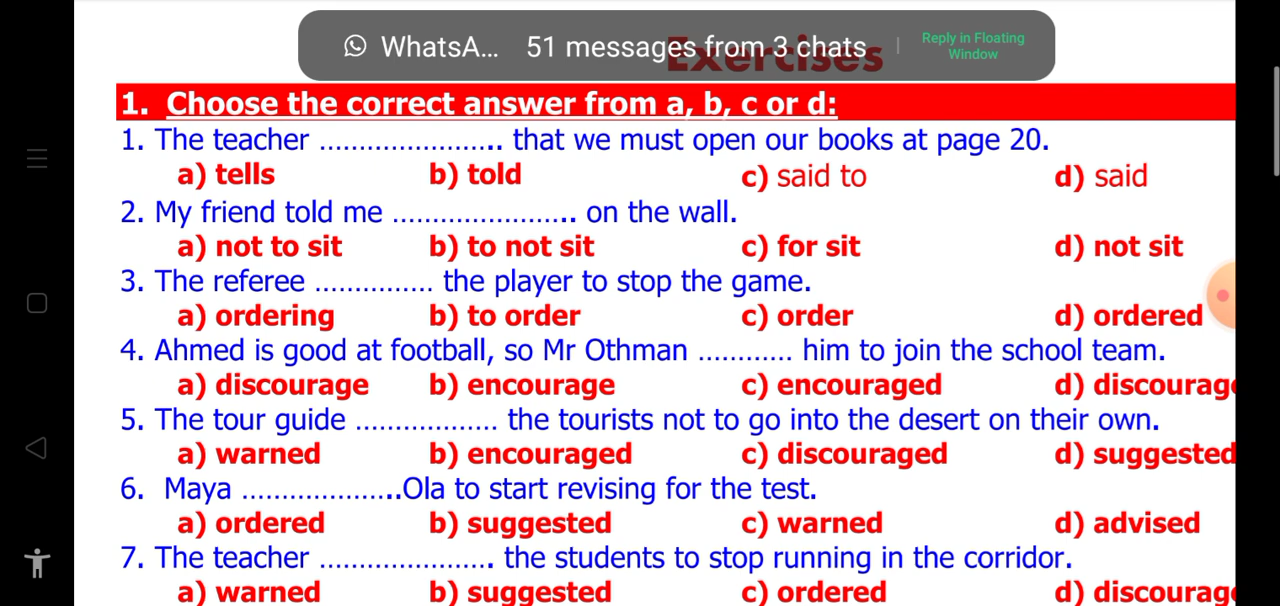 WhatsA... 51 messages from 3 chats | Reply in Floating Window
Exercises
1. Choose the correct answer from a, b, c or d:
1. The teacher ....................... that we must open our books at page 20.
a) tells b) told c) said to d) said
2. My friend told me ....................... on the wall.
a) not to sit b) to not sit c) for sit d) not sit
3. The referee ............... the player to stop the game.
a) ordering b) to order c) order d) ordered
4. Ahmed is good at football, so Mr Othman ............ him to join the school team.
a) discourage b) encourage c) encouraged d) discourag
5. The tour guide .................. the tourists not to go into the desert on their own.
a) warned b) encouraged c) discouraged d) suggested
6. Maya ....................Ola to start revising for the test.
a) ordered b) suggested c) warned d) advised
7. The teacher ...................... the students to stop running in the corridor.
a) warned b) suggested c) ordered d) discourag